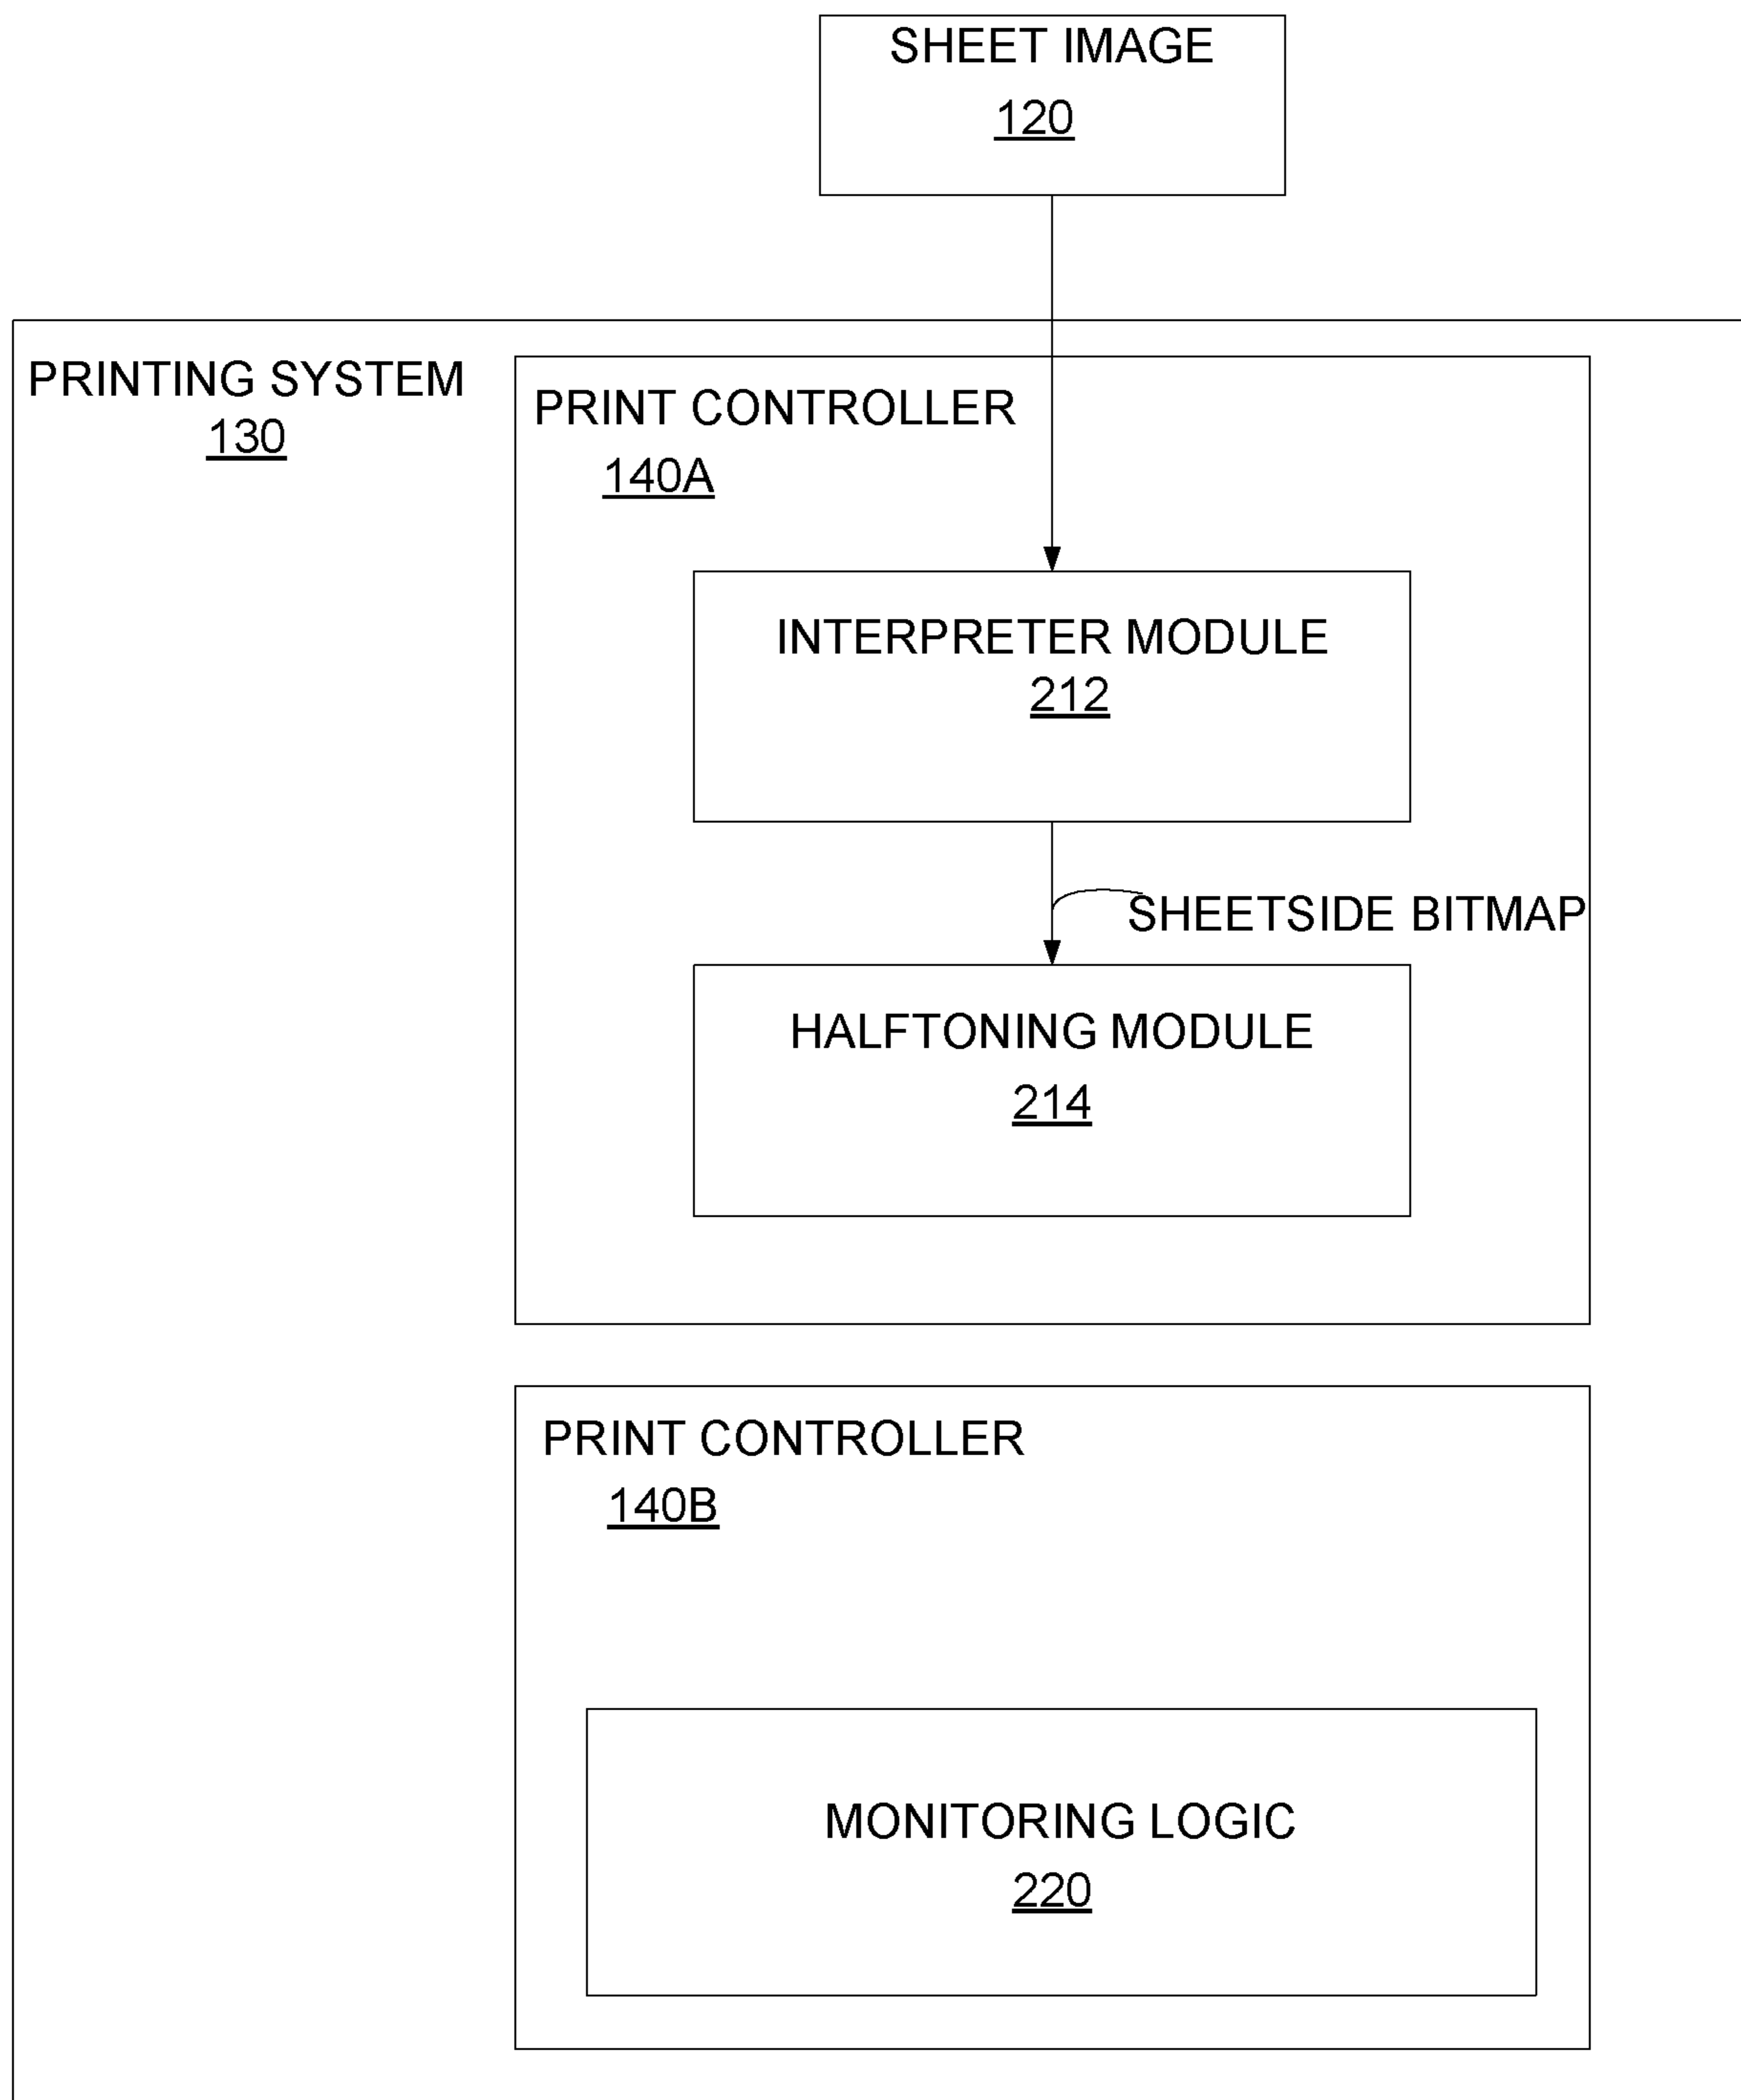 SHEET IMAGE
120
PRINTING SYSTEM
130
PRINT CONTROLLER
140A
INTERPRETER MODULE
212
SHEETSIDE BITMAP
HALFTONING MODULE
214
PRINT CONTROLLER
140B
MONITORING LOGIC
220